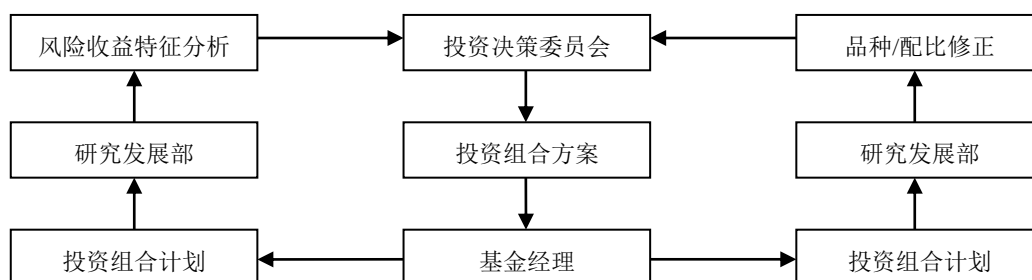 风险收益特征分析
投资决策委员会
品种/配比修正
研究发展部
投资组合方案
研究发展部
投资组合计划
基金经理
投资组合计划